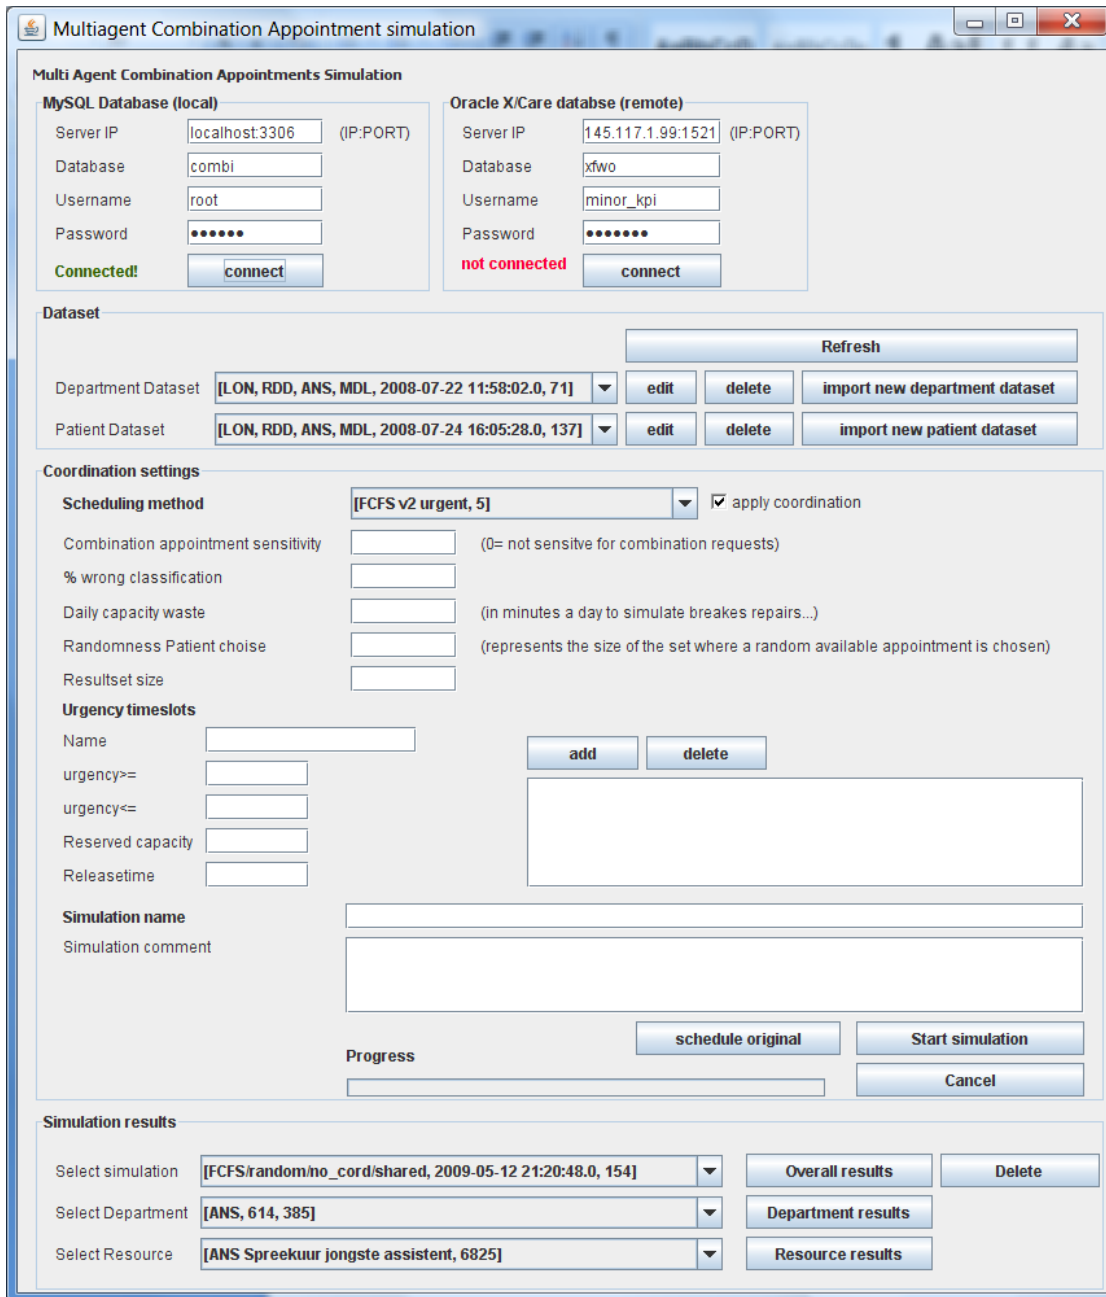 Multiagent Combination Appointment simulation
Multi Agent Combination Appointments Simulation
MySQL Database (local)
Server IP localhost:3306 (IP:PORT)
Database combi
Username root
Password ••••••
Connected! connect
Oracle X/Care databse (remote)
Server IP 145.117.1.99:1521 (IP:PORT)
Database xfwo
Username minor_kpi
Password •••••••
not connected connect
Dataset
Refresh
Department Dataset [LON, RDD, ANS, MDL, 2008-07-22 11:58:02.0, 71] edit delete import new department dataset
Patient Dataset [LON, RDD, ANS, MDL, 2008-07-24 16:05:28.0, 137] edit delete import new patient dataset
Coordination settings
Scheduling method [FCFS v2 urgent, 5] apply coordination
Combination appointment sensitivity (0= not sensitve for combination requests)
% wrong classification
Daily capacity waste (in minutes a day to simulate breakes repairs...)
Randomness Patient choise (represents the size of the set where a random available appointment is chosen)
Resultset size
Urgency timeslots
Name add delete
urgency>=
urgency<=
Reserved capacity
Releasetime
Simulation name
Simulation comment
schedule original Start simulation
Progress Cancel
Simulation results
Select simulation [FCFS/random/no_cord/shared, 2009-05-12 21:20:48.0, 154] Overall results Delete
Select Department [ANS, 614, 385] Department results
Select Resource [ANS Spreekuur jongste assistent, 6825] Resource results